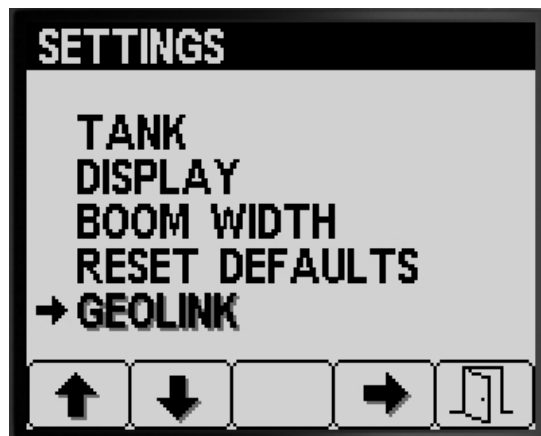 SETTINGS
TANK
DISPLAY
BOOM WIDTH
RESET DEFAULTS
GEOLINK